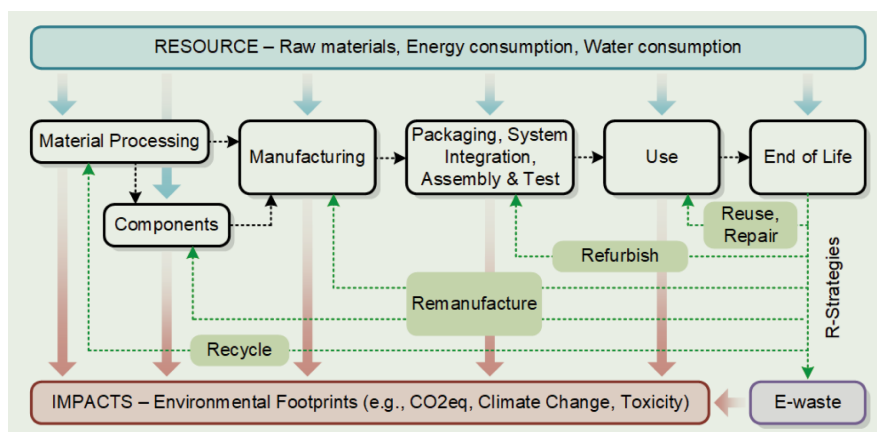 RESOURCE – Raw materials, Energy consumption, Water consumption
Material Processing
Manufacturing
Packaging, System
Integration,
Assembly & Test
Use
End of Life
Components
Reuse,
Repair
Refurbish
Remanufacture
Recycle
R-Strategies
IMPACTS – Environmental Footprints (e.g., CO2eq, Climate Change, Toxicity)
E-waste